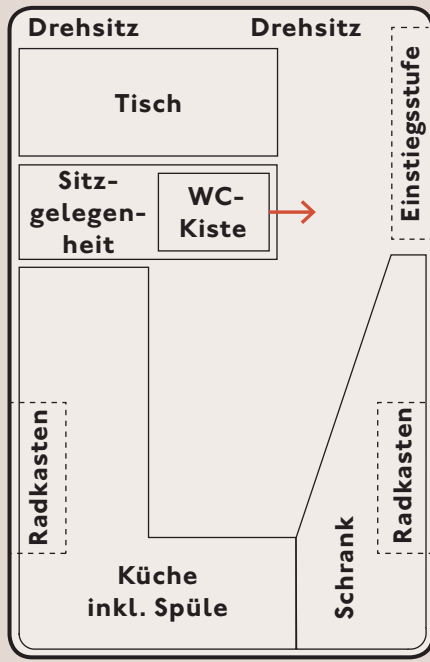 Drehsitz
Drehsitz
Einstiegsstufe
Tisch
Sitz-
gelegen-
heit
WC-
Kiste
Radkasten
Radkasten
Küche
inkl. Spüle
Schrank